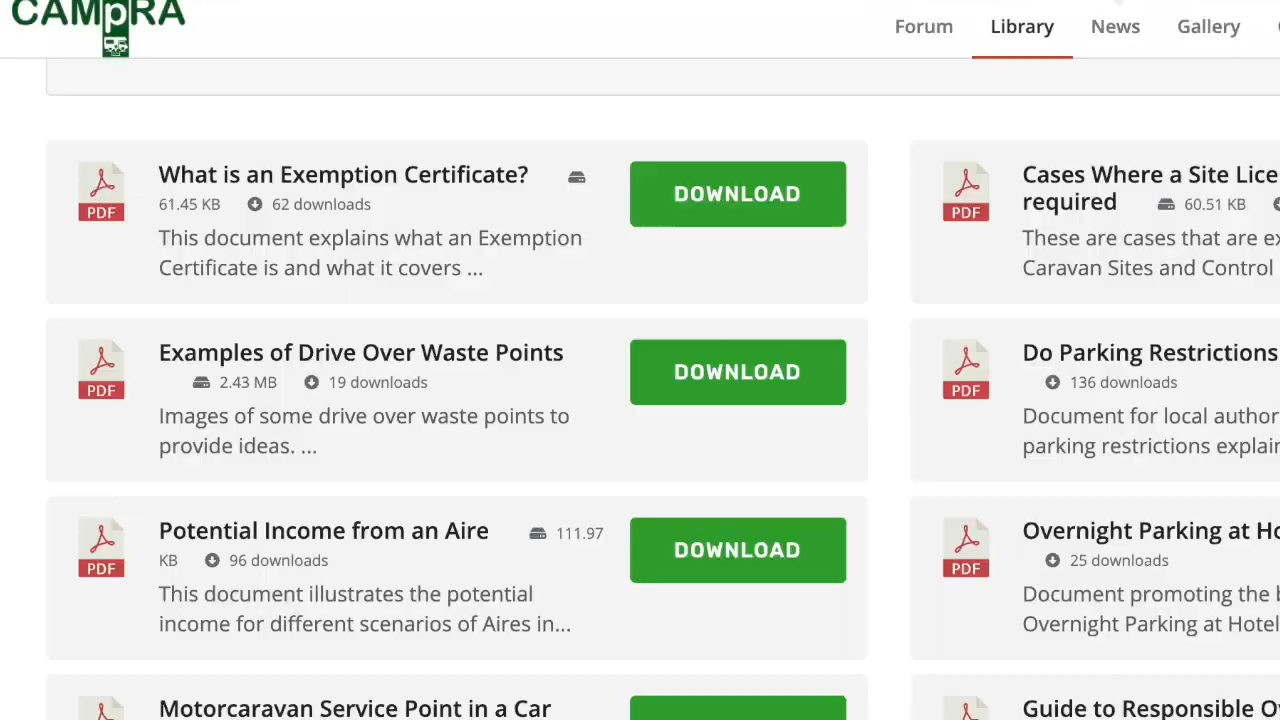 CAMpRA
Forum Library News Gallery
PDF
What is an Exemption Certificate?
61.45 KB 62 downloads
This document explains what an Exemption
Certificate is and what it covers ...
DOWNLOAD
PDF
Cases Where a Site Lice
required 60.51 KB
These are cases that are ex
Caravan Sites and Control
PDF
Examples of Drive Over Waste Points
2.43 MB 19 downloads
Images of some drive over waste points to
provide ideas. ...
DOWNLOAD
PDF
Do Parking Restrictions
136 downloads
Document for local author
parking restrictions explain
PDF
Potential Income from an Aire 111.97
KB 96 downloads
This document illustrates the potential
income for different scenarios of Aires in...
DOWNLOAD
PDF
Overnight Parking at Ho
25 downloads
Document promoting the b
Overnight Parking at Hotel
Motorcaravan Service Point in a Car
Guide to Responsible Ov